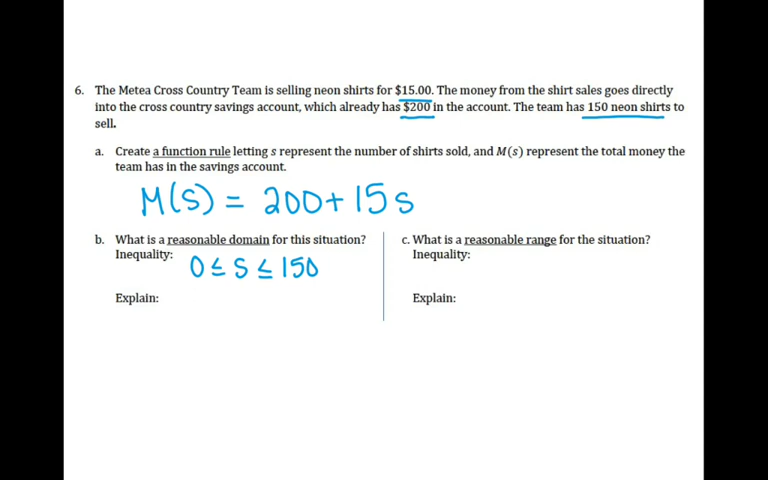 6. The Metea Cross Country Team is selling neon shirts for $15.00. The money from the shirt sales goes directly
into the cross country savings account, which already has $200 in the account. The team has 150 neon shirts to
sell.
a. Create a function rule letting s represent the number of shirts sold, and M(s) represent the total money the
team has in the savings account.
M(s) = 200 + 15s
b. What is a reasonable domain for this situation?
Inequality: 0 ≤ s ≤ 150
Explain:
c. What is a reasonable range for the situation?
Inequality:
Explain: